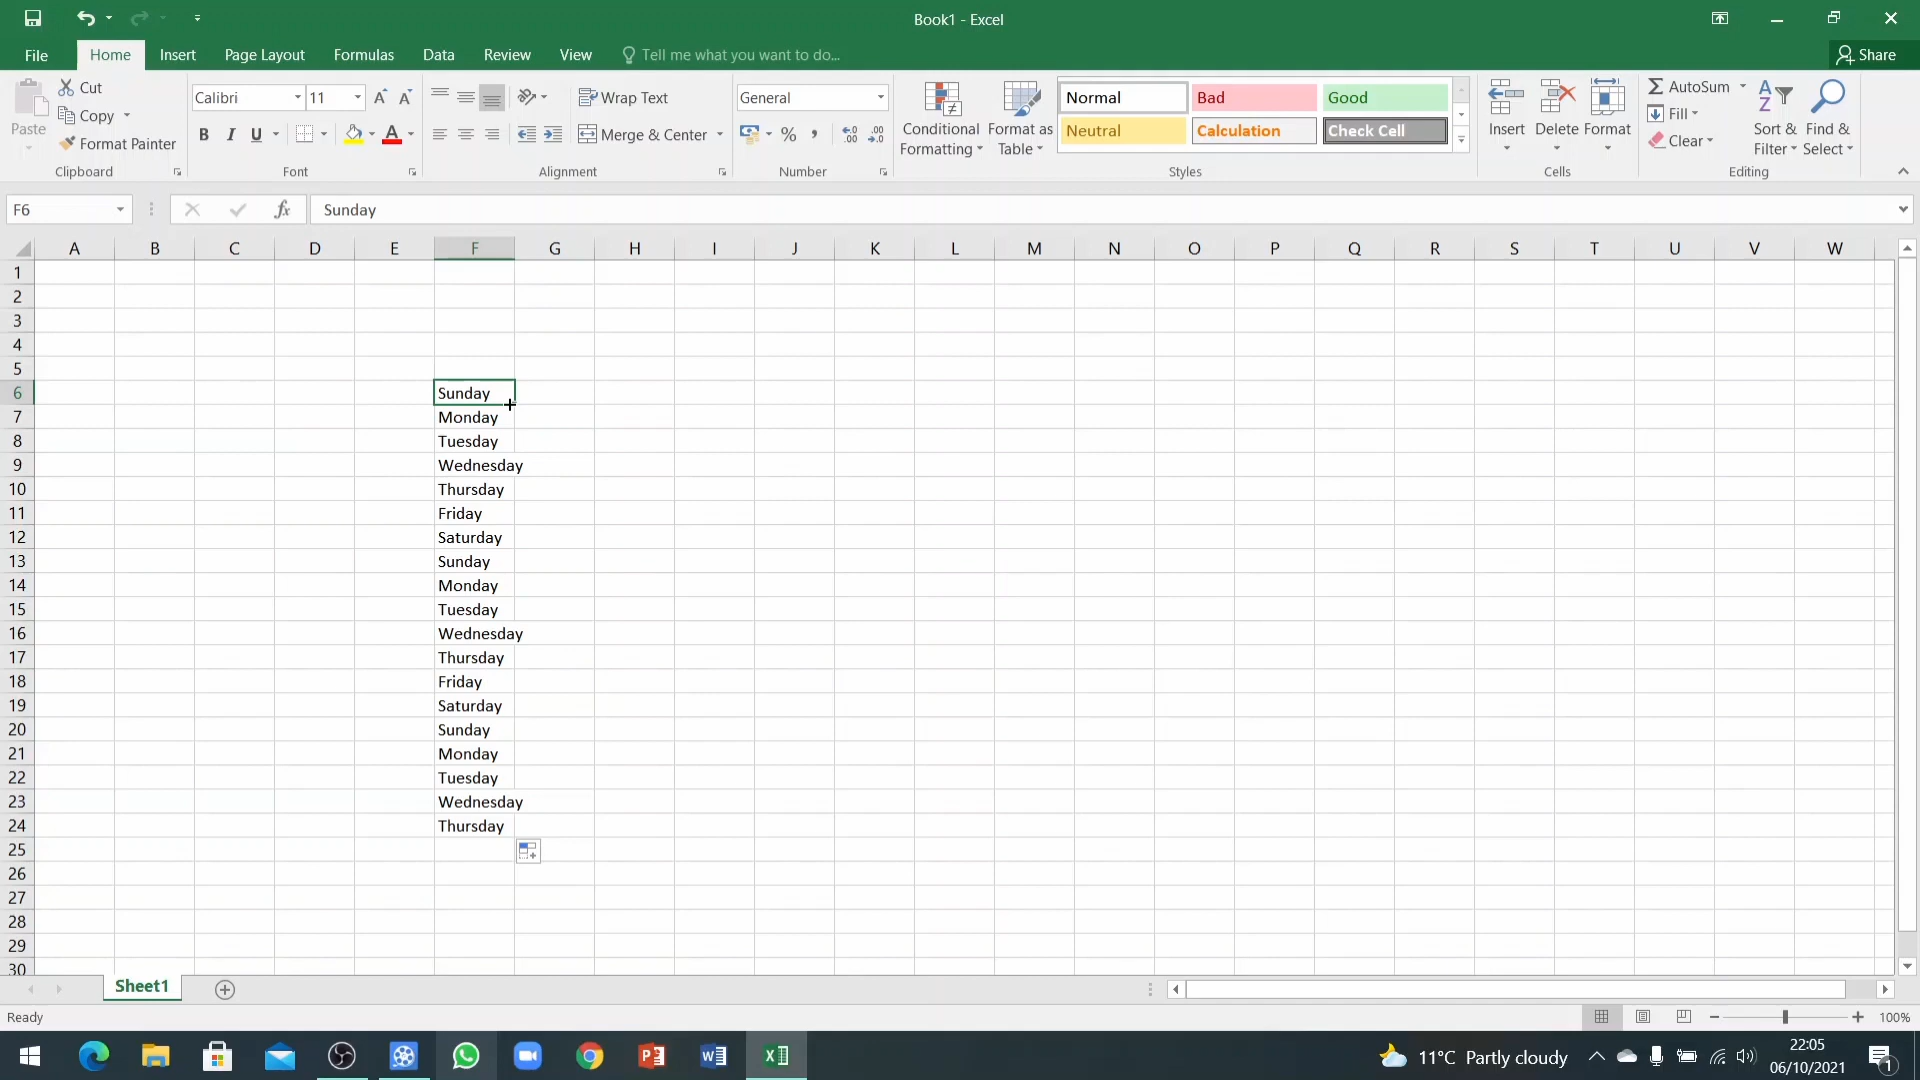 Book1 - Excel
File Home Insert Page Layout Formulas Data Review View Tell me what you want to do... Share
Paste
Cut
Copy
Format Painter
Clipboard
Calibri 11 A A
B I U A
Font
Wrap Text
Merge & Center
Alignment
General
% ,
Number
Conditional Formatting
Format as Table
Normal Bad Good
Neutral Calculation Check Cell
Styles
Insert Delete Format
Cells
AutoSum
Fill
Clear
Sort & Filter
Find & Select
Editing
F6 fx Sunday
A B C D E F G H I J K L M N O P Q R S T U V W
1
2
3
4
5
6 Sunday
7 Monday
8 Tuesday
9 Wednesday
10 Thursday
11 Friday
12 Saturday
13 Sunday
14 Monday
15 Tuesday
16 Wednesday
17 Thursday
18 Friday
19 Saturday
20 Sunday
21 Monday
22 Tuesday
23 Wednesday
24 Thursday
25
26
27
28
29
30
Sheet1
Ready 100%
11°C Partly cloudy
22:05
06/10/2021
1